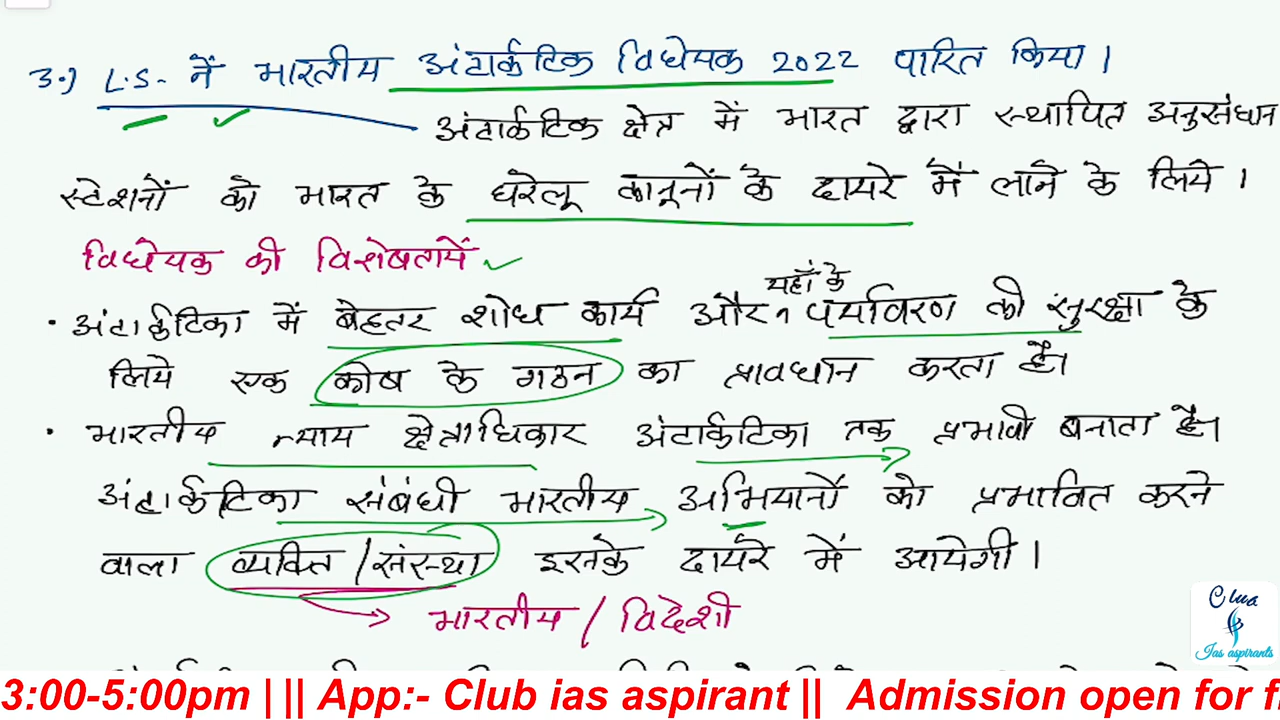 3.) L.S. ने भारतीय अंटार्कटिक विधेयक 2022 पारित किया।
अंटार्कटिक क्षेत्र में भारत द्वारा स्थापित अनुसंधान
स्टेशनों को भारत के घरेलू कानूनों के दायरे में लाने के लिये।
विधेयक की विशेषतायें
• अंटार्कटिका में बेहतर शोध कार्य और यहाँ के पर्यावरण की सुरक्षा के
लिये एक कोष के गठन का प्रावधान करता है।
• भारतीय न्याय क्षेत्राधिकार अंटार्कटिका तक प्रभावी बनाता है।
अंटार्कटिका संबंधी भारतीय अभियानों को प्रभावित करने
वाला व्यक्ति/संस्था इसके दायरे में आयेगी।
भारतीय/विदेशी
Club
Ias aspirants
3:00-5:00pm | || App:- Club ias aspirant || Admission open for f